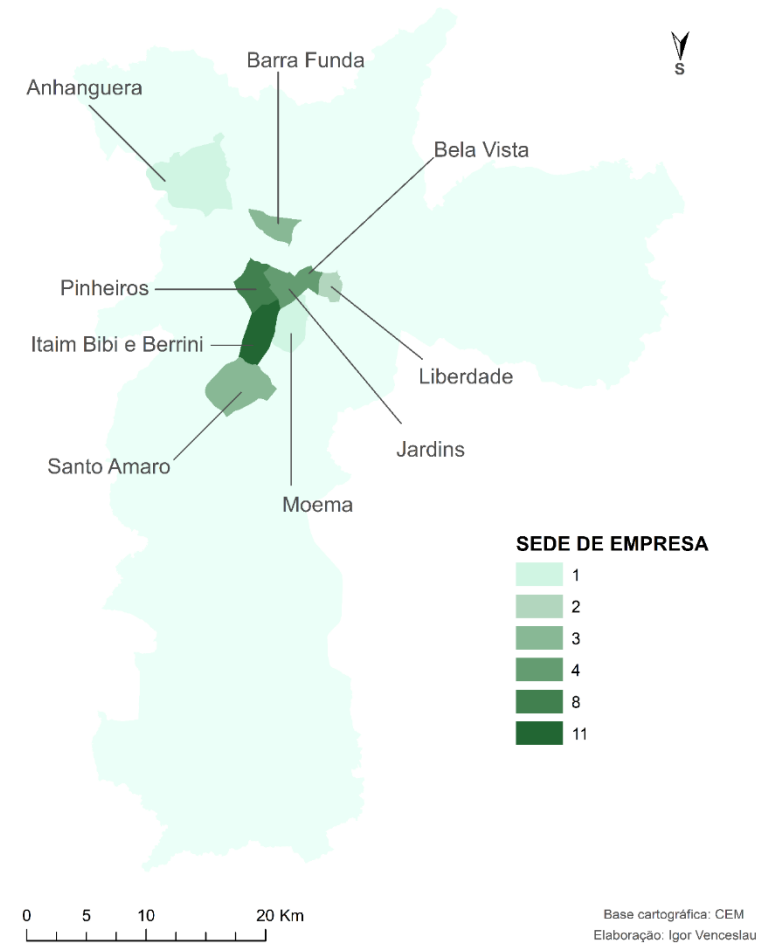 Barra Funda
Anhanguera
S
Bela Vista
Pinheiros
Itaim Bibi e Berrini
Liberdade
Jardins
Santo Amaro
Moema
SEDE DE EMPRESA
1
2
3
4
8
11
0 5 10 20 Km
Base cartográfica: CEM
Elaboração: Igor Venceslau